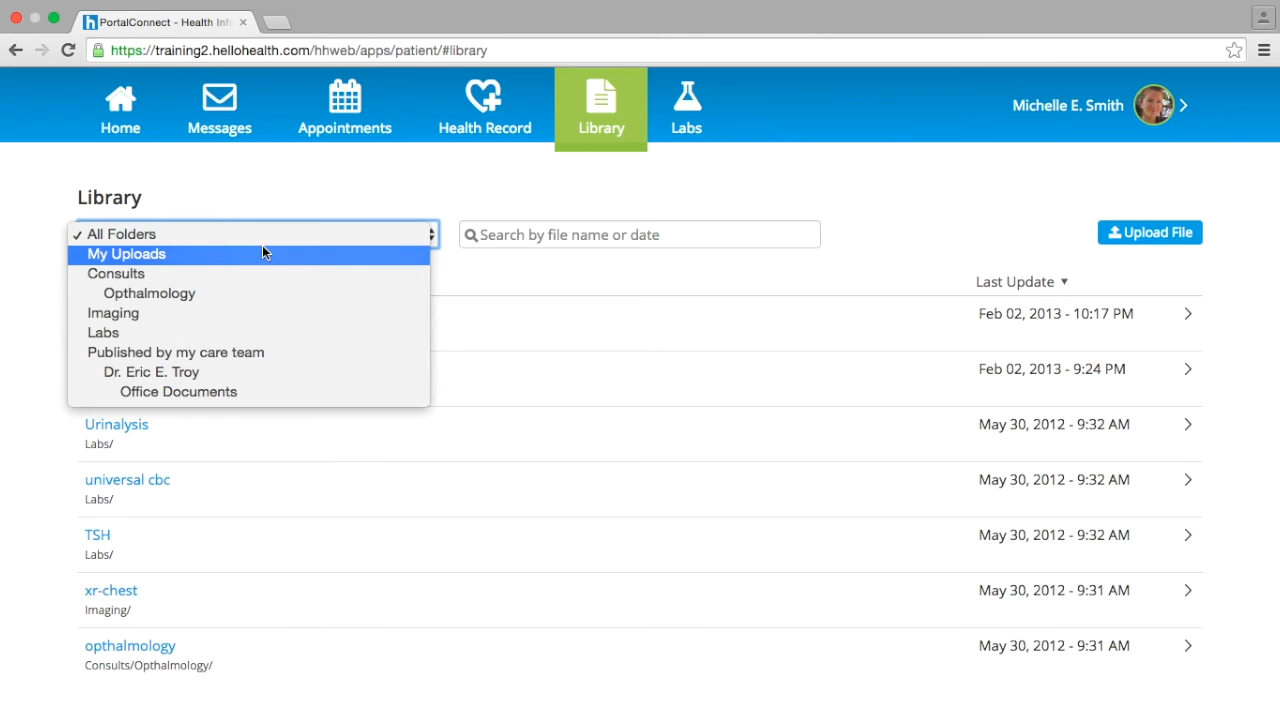 PortalConnect - Health Info
https://training2.hellohealth.com/hhweb/apps/patient/#library
Home
Messages
Appointments
Health Record
Library
Labs
Michelle E. Smith
Library
✓ All Folders
My Uploads
Consults
Opthalmology
Imaging
Labs
Published by my care team
Dr. Eric E. Troy
Office Documents
Search by file name or date
Upload File
Last Update ▼
Feb 02, 2013 - 10:17 PM
Feb 02, 2013 - 9:24 PM
Urinalysis
Labs/
May 30, 2012 - 9:32 AM
universal cbc
Labs/
May 30, 2012 - 9:32 AM
TSH
Labs/
May 30, 2012 - 9:32 AM
xr-chest
Imaging/
May 30, 2012 - 9:31 AM
opthalmology
Consults/Opthalmology/
May 30, 2012 - 9:31 AM